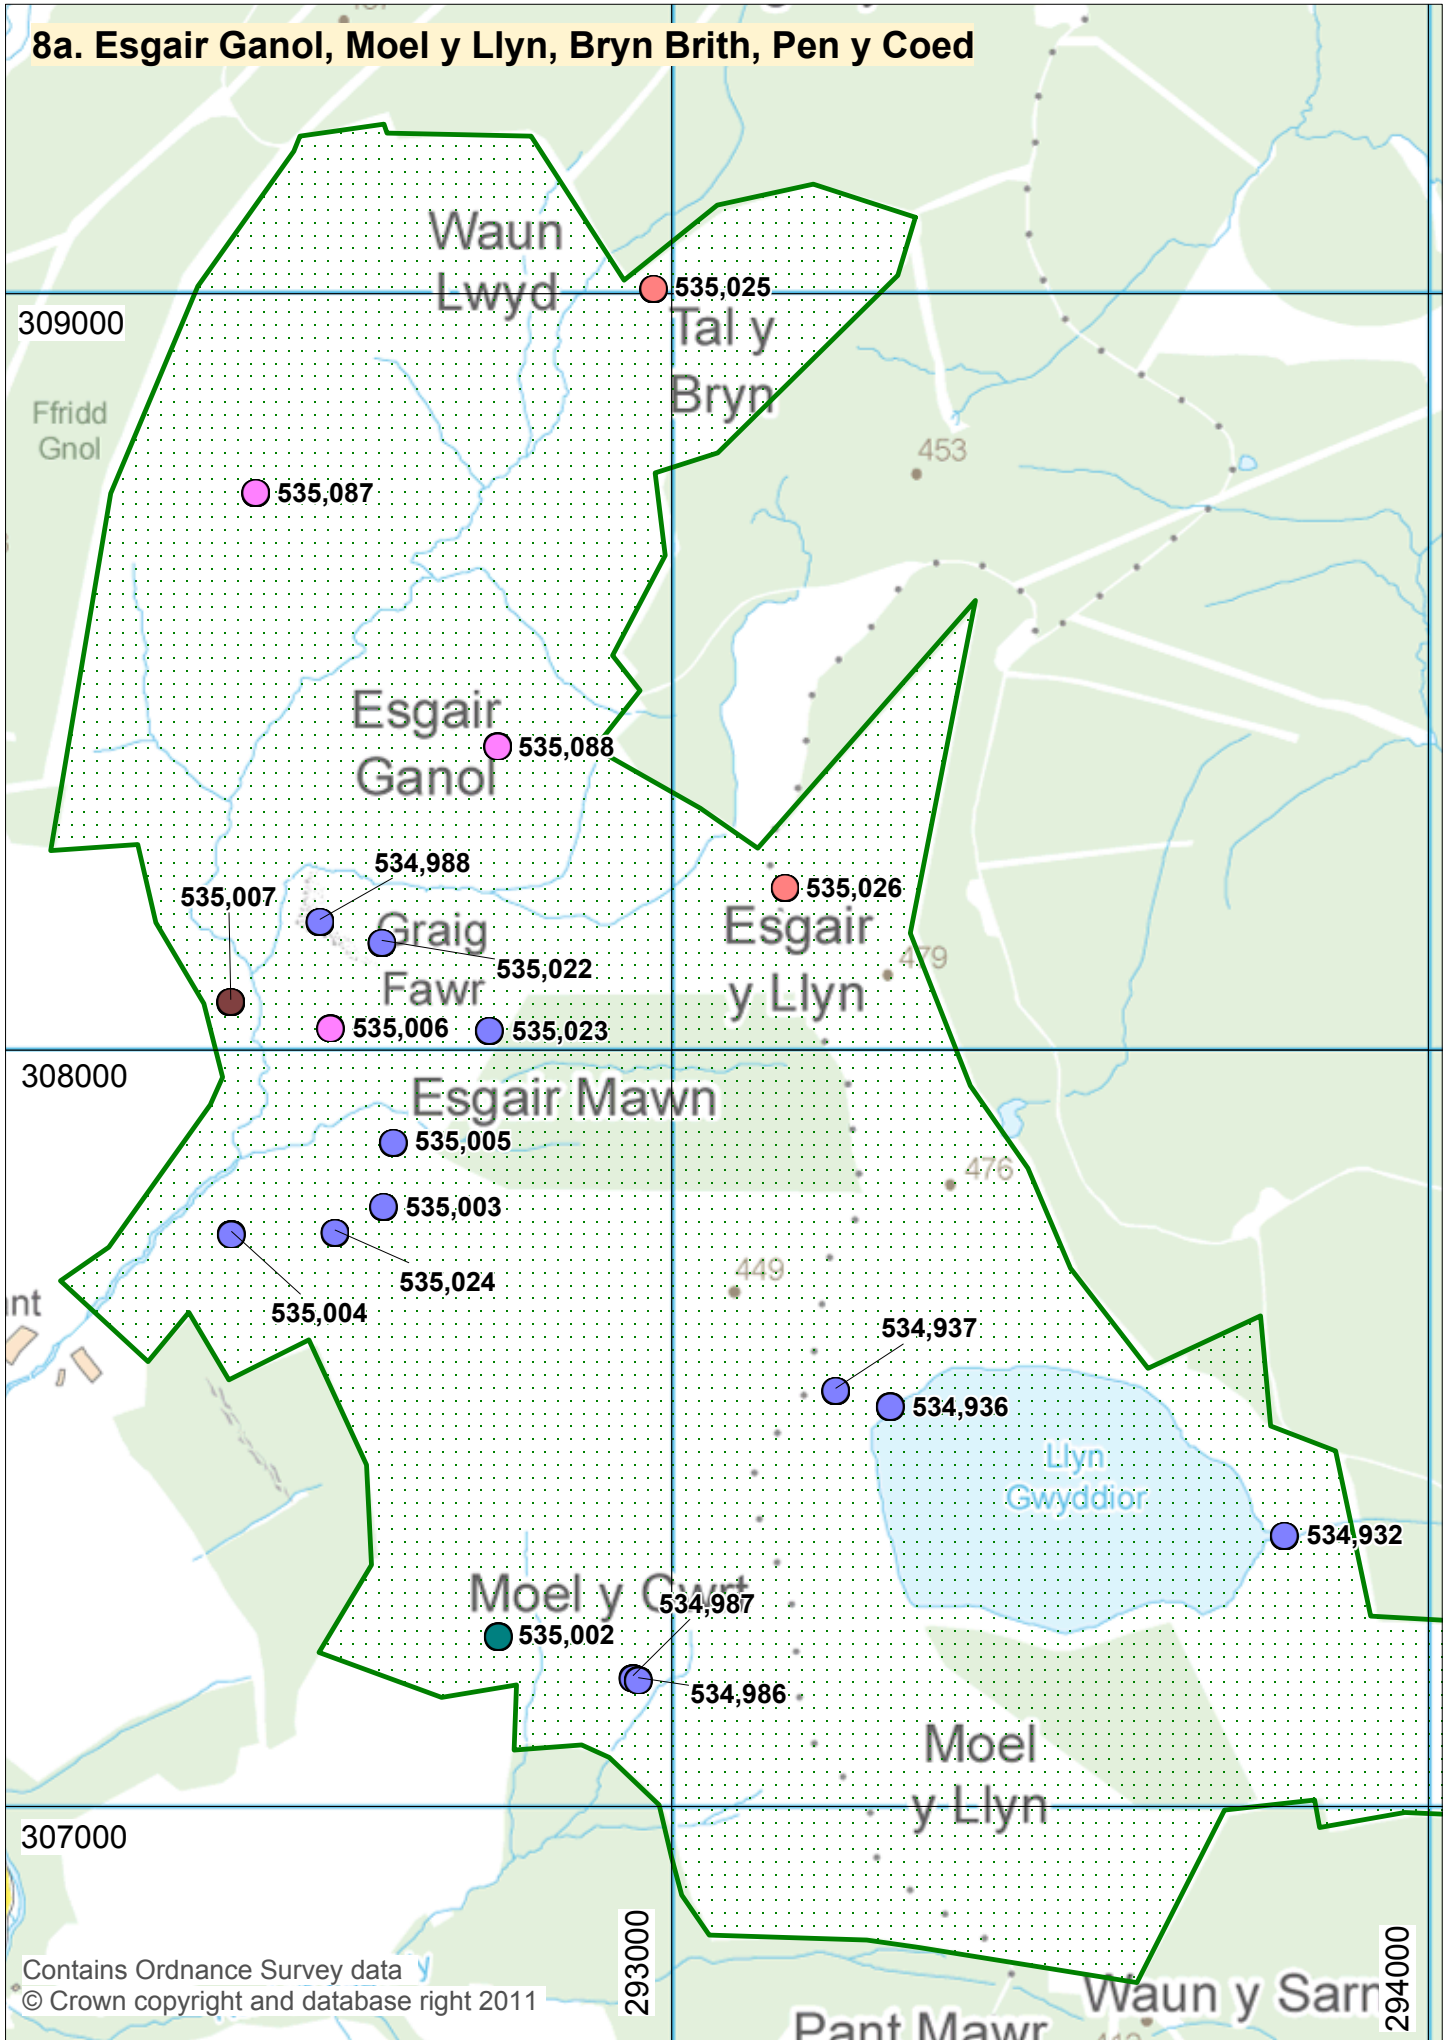 8a. Esgair Ganol, Moel y Llyn, Bryn Brith, Pen y Coed
Waun
Lwyd
535,025
309000
Tal y
Bryn
Ffridd
Gnol
453
535,087
Esgair
Ganol
535,088
534,988
535,007
535,026
Graig
Fawr
535,022
Esgair
y Llyn
479
535,006
535,023
308000
Esgair Mawn
535,005
476
535,003
535,024
535,004
449
nt
534,937
534,936
Llyn
Gwyddior
534,932
Moel y Cwrt
534,987
535,002
534,986
Moel
y Llyn
307000
293000
294000
Contains Ordnance Survey data
© Crown copyright and database right 2011
Waun y Sarn
Pant Mawr